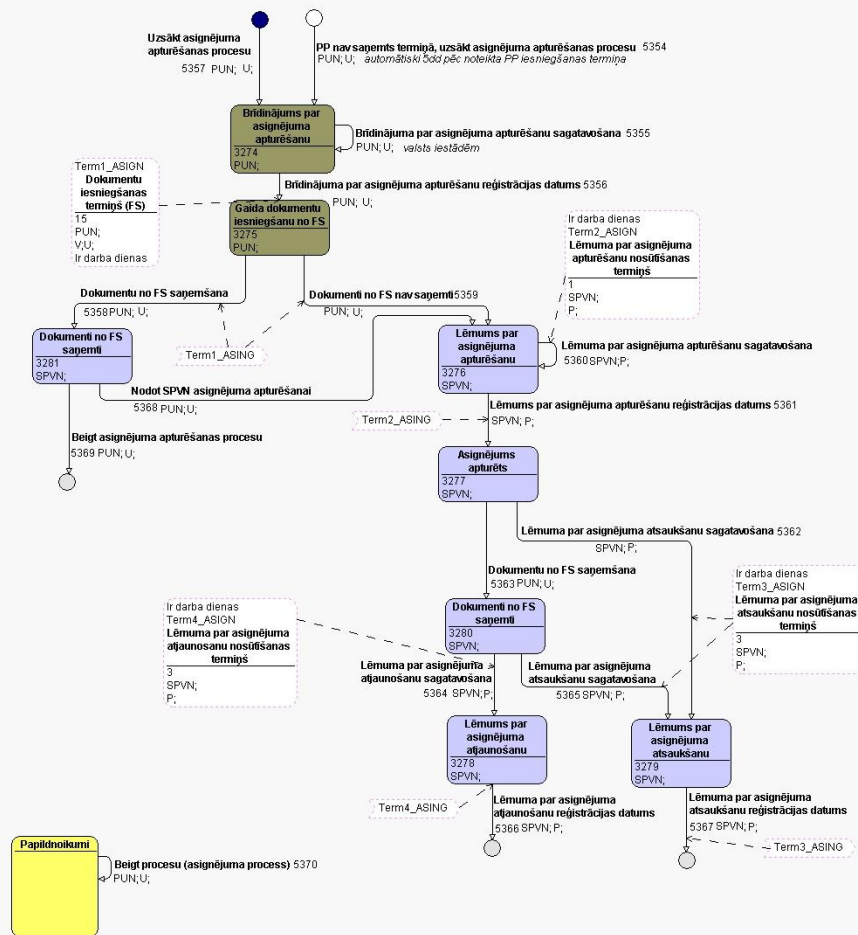 Uzsākt asignējuma
apturēšanas procesu
5357 PUN; U;
PP nav saņemts termiņā, uzsākt asignējuma apturēšanas procesu 5354
PUN; U; automātiski 5dd pēc noteikta PP iesniegšanas termiņa
Brīdinājums par
asignējuma
apturēšanu
3274
PUN;
Brīdinājuma par asignējuma apturēšanu sagatavošana 5355
PUN; U; valsts iestādēm
Brīdinājuma par asignējuma apturēšanu reģistrācijas datums 5356
PUN; U;
Term1_ASIGN
Dokumentu
iesniegšanas
termiņš (FS)
15
PUN;
V;U;
Ir darba dienas
Gaida dokumentu
iesniegšanu no FS
3275
PUN;
Ir darba dienas
Term2_ASIGN
Lēmuma par asignējuma
apturēšanu nosūtīšanas
termiņš
1
SPVN;
P;
Dokumentu no FS saņemšana
5358 PUN; U;
Dokumenti no FS nav saņemti 5359
PUN; U;
Term1_ASING
Dokumenti no FS
saņemti
3281
SPVN;
Lēmums par
asignējuma
apturēšanu
3276
SPVN;
Lēmuma par asignējuma apturēšanu sagatavošana
5360 SPVN;P;
Nodot SPVN asignējuma apturēšanai
5368 PUN;U;
Lēmums par asignējuma apturēšanu reģistrācijas datums 5361
SPVN; P;
Term2_ASING
Beigt asignējuma apturēšanas procesu
5369 PUN; U;
Asignējums
apturēts
3277
SPVN;
Lēmuma par asignējuma atsaukšanu sagatavošana 5362
SPVN; P;
Dokumentu no FS saņemšana
5363 PUN; U;
Ir darba dienas
Term3_ASIGN
Lēmuma par asignējuma
atsaukšanu nosūtīšanas
termiņš
3
SPVN;
P;
Ir darba dienas
Term4_ASIGN
Lēmuma par asignējuma
atjaunosanu nosūtīšanas
termiņš
3
SPVN;
P;
Dokumenti no FS
saņemti
3280
SPVN;
Lēmuma par asignējuma
atjaunošanu sagatavošana
5364 SPVN;P;
Lēmuma par asignējuma
atsaukšanu sagatavošana
5365 SPVN; P;
Lēmums par
asignējuma
atjaunošanu
3278
SPVN;
Lēmums par
asignējuma
atsaukšanu
3279
SPVN;
Term4_ASING
Lēmuma par asignējuma
atjaunošanu reģistrācijas datums
5366 SPVN; P;
Lēmuma par asignējuma
atsaukšanu reģistrācijas datums
5367 SPVN; P;
Term3_ASING
Papildnoikumi
Beigt procesu (asignējuma process) 5370
PUN;U;